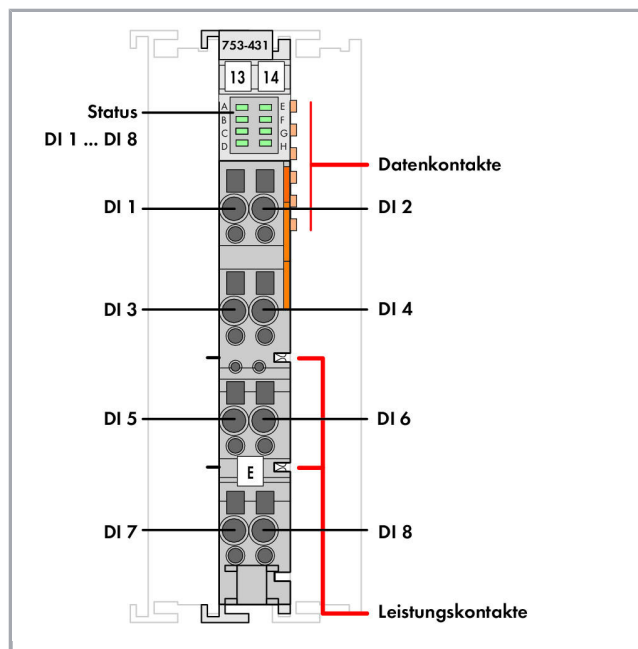 753-431
13 14
Status
DI 1 ... DI 8
A E
B F
C G
D H
Datenkontakte
DI 1 DI 2
DI 3 DI 4
DI 5 DI 6
E
DI 7 DI 8
Leistungskontakte